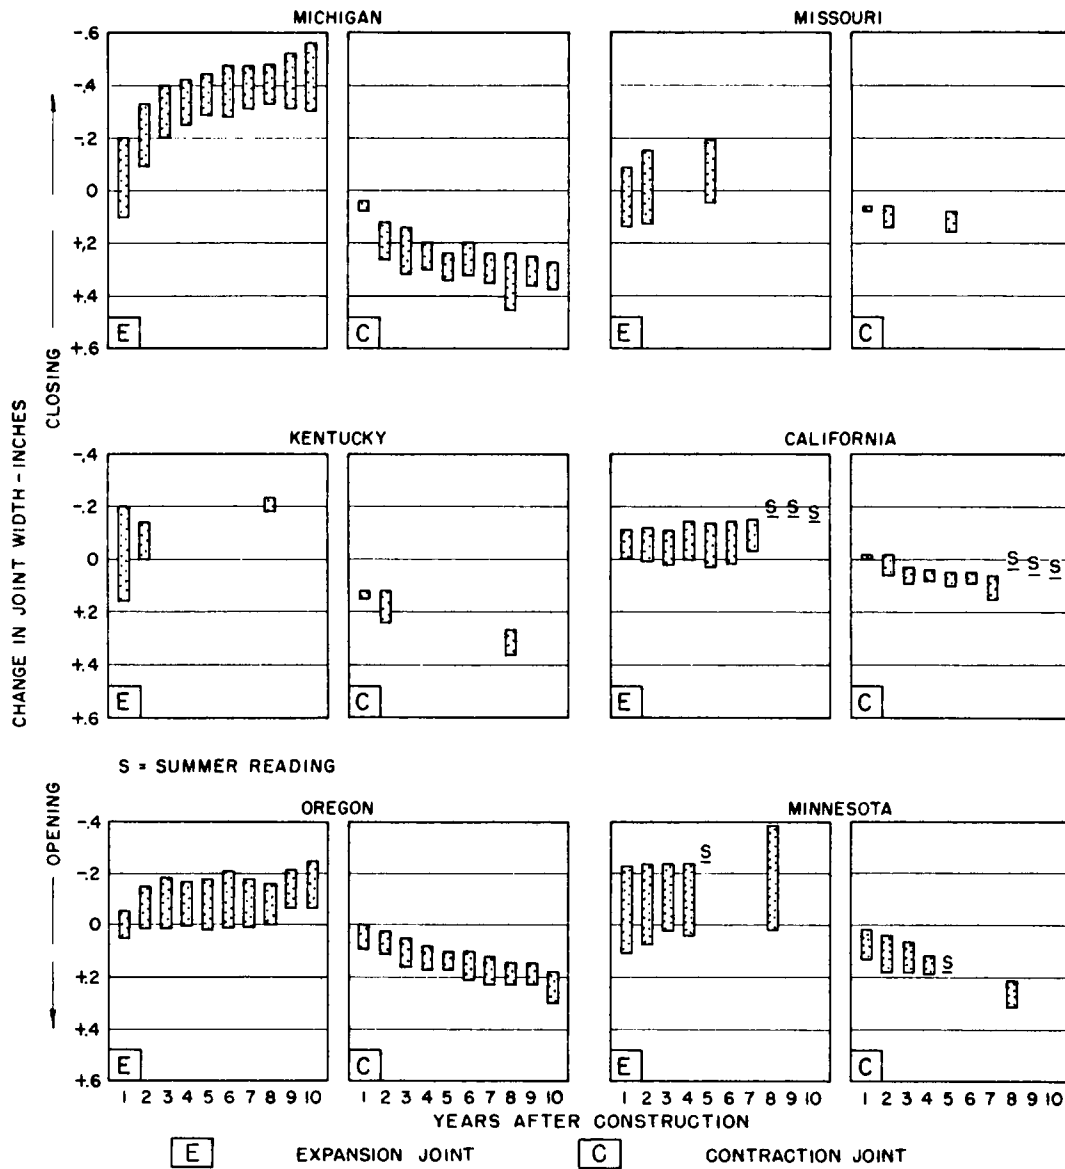 MICHIGAN
MISSOURI
-.6
-.4
-.2
0
+.2
+.4
+.6
E
C
E
C
CHANGE IN JOINT WIDTH - INCHES
CLOSING
KENTUCKY
CALIFORNIA
-.4
-.2
0
+.2
+.4
+.6
S S S
S S S
E
C
E
C
S = SUMMER READING
OPENING
OREGON
MINNESOTA
-.4
-.2
0
+.2
+.4
+.6
S
S
E
C
E
C
1 2 3 4 5 6 7 8 9 10
1 2 3 4 5 6 7 8 9 10
1 2 3 4 5 6 7 8 9 10
1 2 3 4 5 6 7 8 9 10
YEARS AFTER CONSTRUCTION
E EXPANSION JOINT
C CONTRACTION JOINT